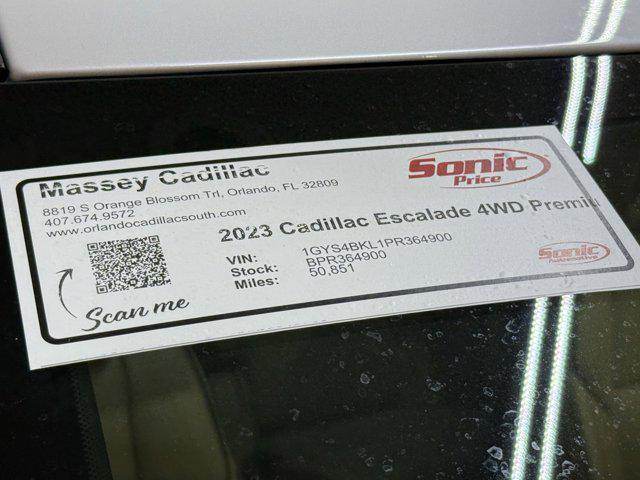 Massey Cadillac
8819 S Orange Blossom Trl, Orlando, FL 32809
407.674.9572
www.orlandocadillacsouth.com
Sonic
Price
2023 Cadillac Escalade 4WD Premiu
VIN: 1GYS4BKL1PR364900
Stock: BPR364900
Miles: 50,851
Scan me
Sonic
Automotive